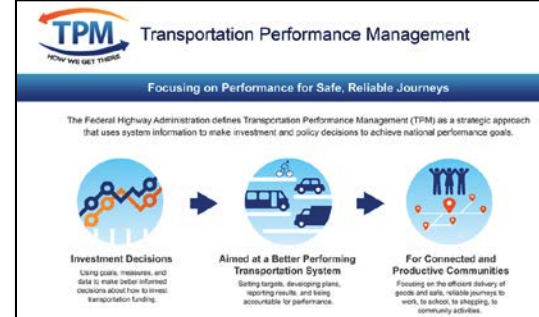 TPM
HOW WE GET THERE
Transportation Performance Management
Focusing on Performance for Safe, Reliable Journeys
The Federal Highway Administration defines Transportation Performance Management (TPM) as a strategic approach
that uses system information to make investment and policy decisions to achieve national performance goals.
Investment Decisions
Using goals, measures, and
data to make better informed
decisions about how to invest
transportation funding.
Aimed at a Better Performing
Transportation System
Setting targets, developing plans,
reporting results, and being
accountable for performance.
For Connected and
Productive Communities
Focusing on the efficient delivery of
goods and safe, reliable journeys to
work, to school, to shopping, to
community activities.